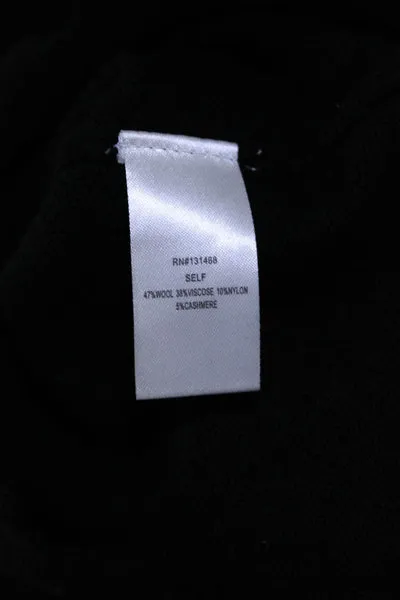 RN#131468
SELF
47%WOOL 38%VISCOSE 10%NYLON
5%CASHMERE